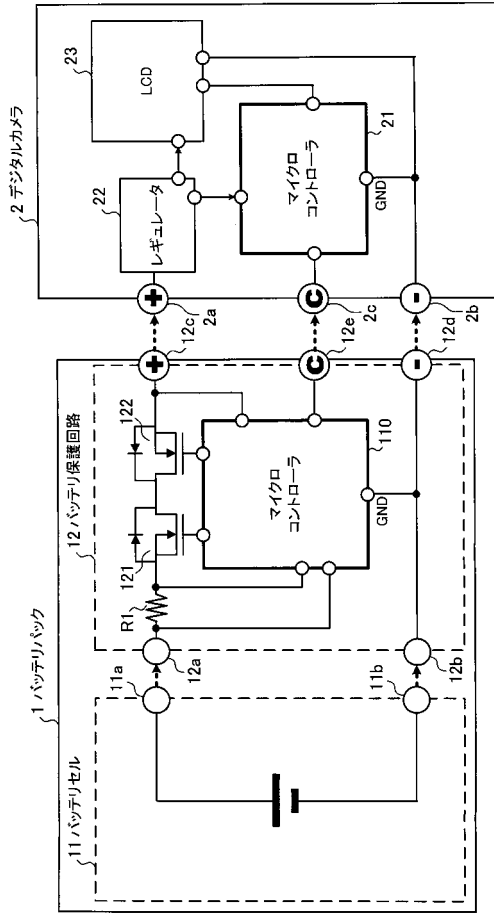 1 バッテリパック
11 バッテリセル
11a
11b
12 バッテリ保護回路
12a
12b
R1
121
122
マイクロ
コントローラ
110
GND
+
12c
C
12e
-
12d
2 デジタルカメラ
+
2a
C
2c
-
2b
22
レギュレータ
23
LCD
マイクロ
コントローラ
21
GND